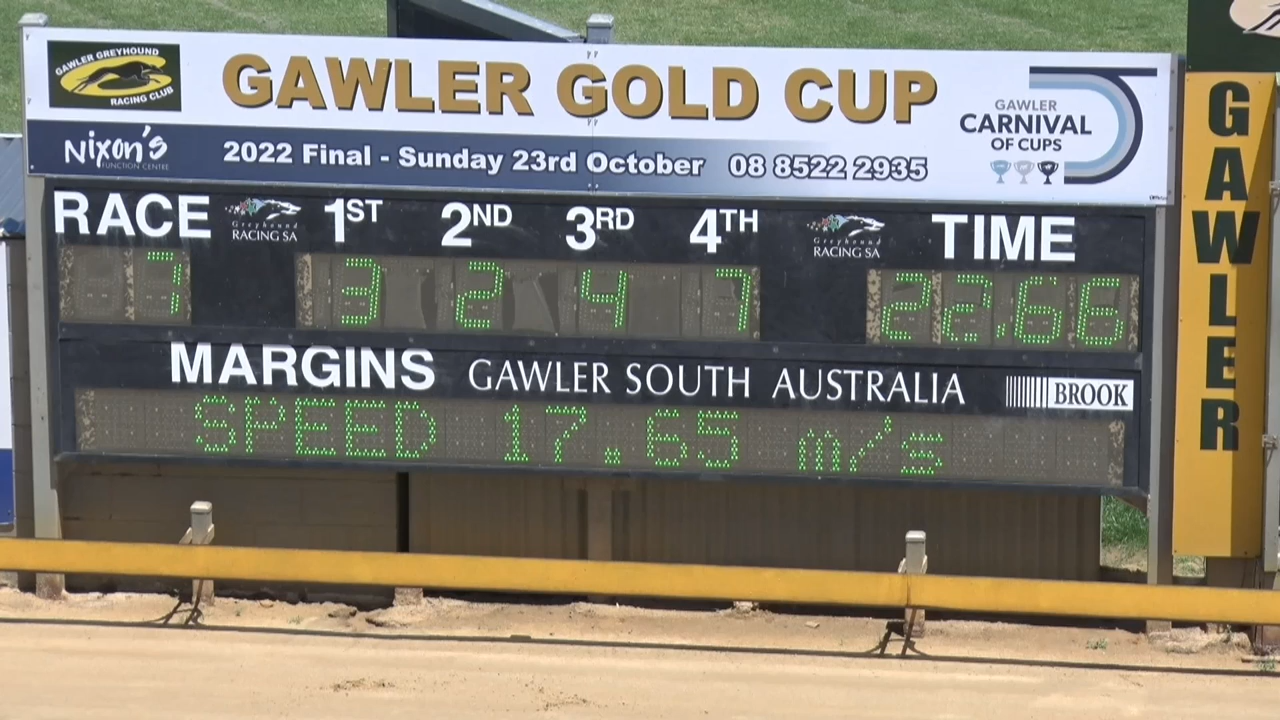 GAWLER GREYHOUND
RACING CLUB
GAWLER GOLD CUP
GAWLER
CARNIVAL
OF CUPS
Nixon's
FUNCTION CENTRE
2022 Final - Sunday 23rd October 08 8522 2935
RACE Greyhound RACING SA 1ST 2ND 3RD 4TH Greyhound RACING SA TIME
7 3 2 4 7 22.66
MARGINS GAWLER SOUTH AUSTRALIA BROOK
SPEED 17.65 m/s
GAWLER